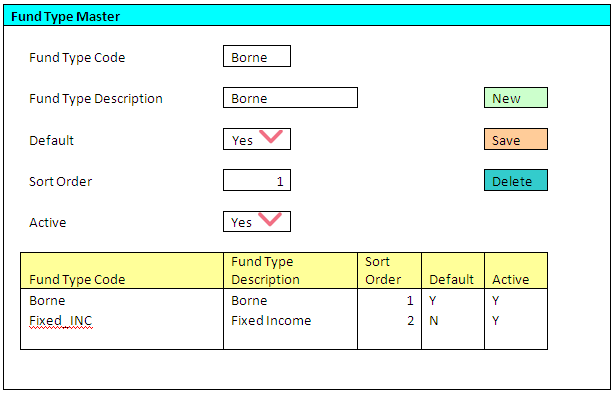 Fund Type Master
Fund Type Code Borne
Fund Type Description Borne New
Default Yes Save
Sort Order 1 Delete
Active Yes
Fund Type Sort
Fund Type Code Description Order Default Active
Borne Borne 1 Y Y
Fixed_INC Fixed Income 2 N Y